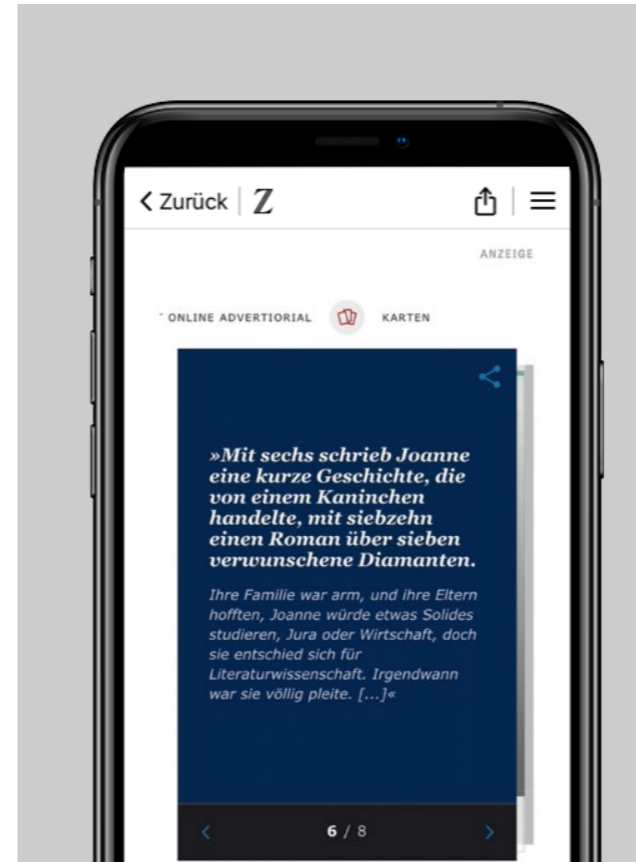 Zurück Z
ANZEIGE
ONLINE ADVERTIORIAL KARTEN
»Mit sechs schrieb Joanne
eine kurze Geschichte, die
von einem Kaninchen
handelte, mit siebzehn
einen Roman über sieben
verwunschene Diamanten.
Ihre Familie war arm, und ihre Eltern
hofften, Joanne würde etwas Solides
studieren, Jura oder Wirtschaft, doch
sie entschied sich für
Literaturwissenschaft. Irgendwann
war sie völlig pleite. [...]«
6 / 8